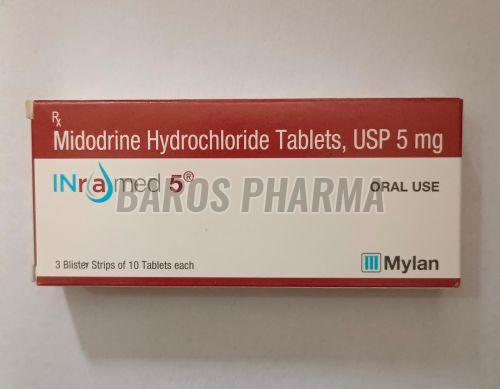 Rx
Midodrine Hydrochloride Tablets, USP 5 mg
INramed 5®
ORAL USE
BAROS PHARMA
3 Blister Strips of 10 Tablets each
Mylan